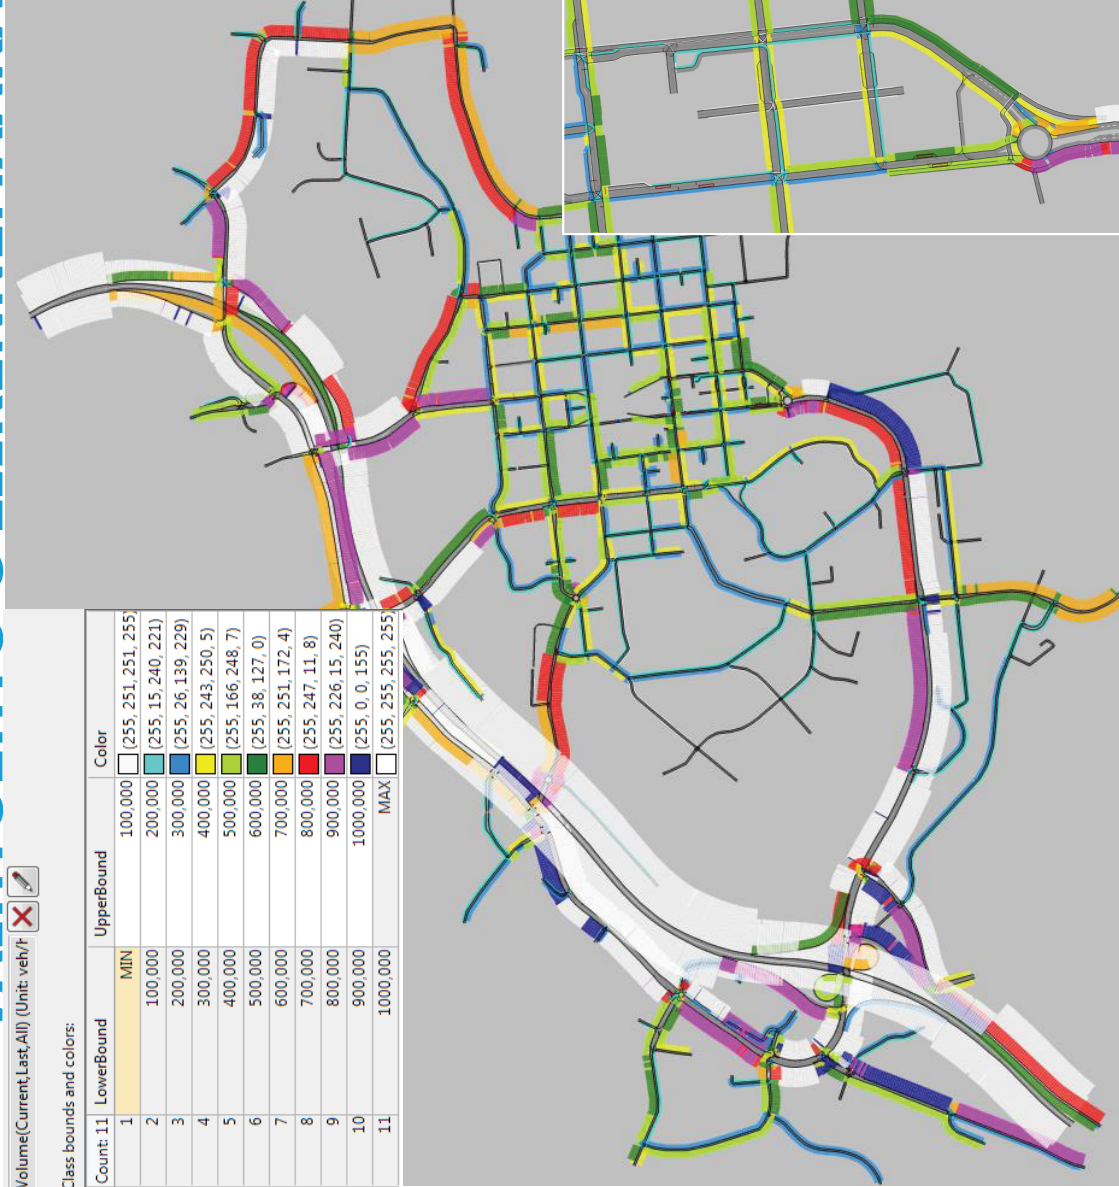 Volume(Current,Last,All) (Unit: veh/h
Class bounds and colors:
Count: 11 LowerBound UpperBound Color
1 MIN 100,000 (255, 251, 251, 255)
2 100,000 200,000 (255, 15, 240, 221)
3 200,000 300,000 (255, 26, 139, 229)
4 300,000 400,000 (255, 243, 250, 5)
5 400,000 500,000 (255, 166, 248, 7)
6 500,000 600,000 (255, 38, 127, 0)
7 600,000 700,000 (255, 251, 172, 4)
8 700,000 800,000 (255, 247, 11, 8)
9 800,000 900,000 (255, 226, 15, 240)
10 900,000 1000,000 (255, 0, 0, 155)
11 1000,000 MAX (255, 255, 255, 255)